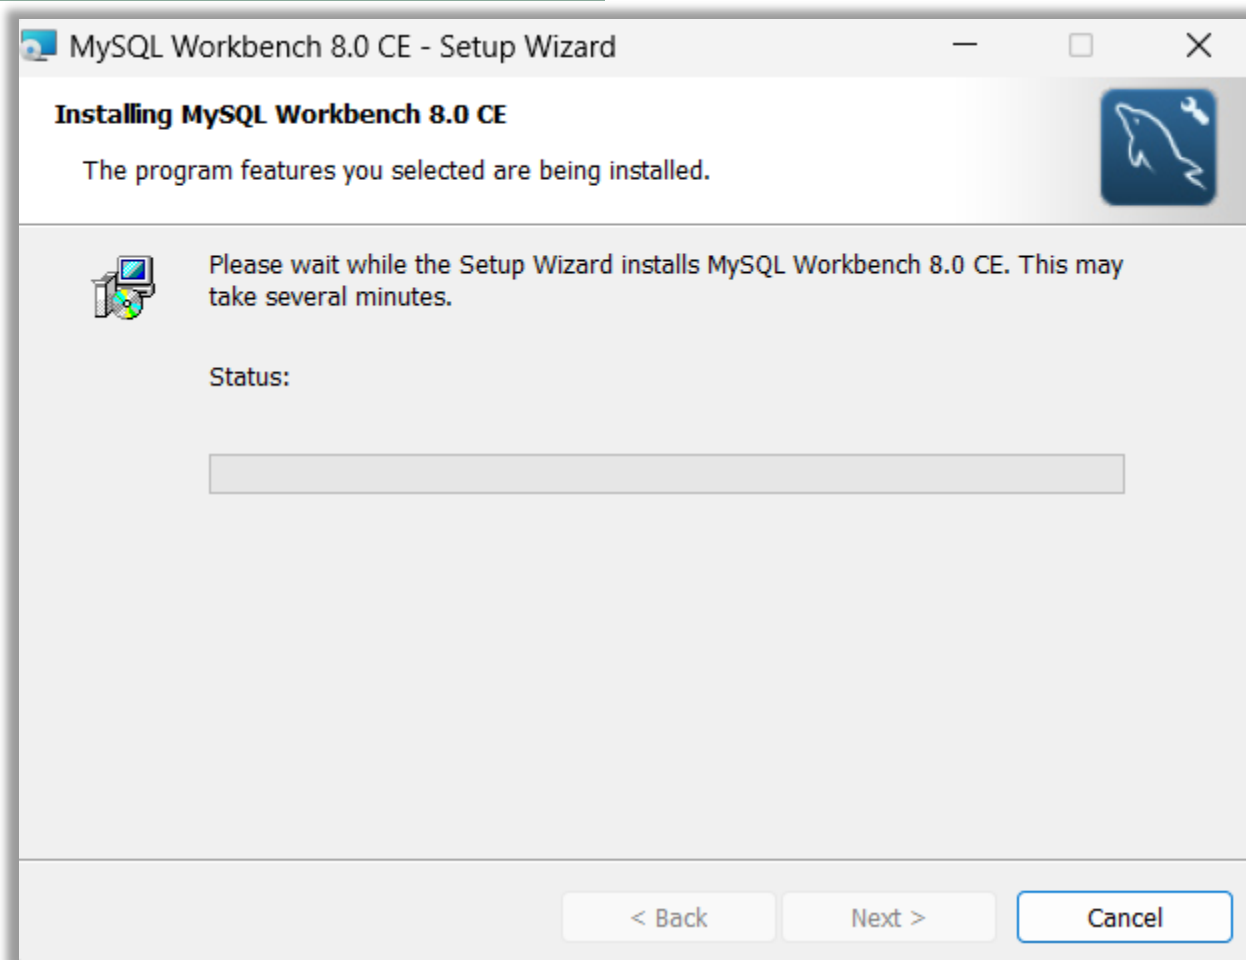 MySQL Workbench 8.0 CE - Setup Wizard
Installing MySQL Workbench 8.0 CE
The program features you selected are being installed.
Please wait while the Setup Wizard installs MySQL Workbench 8.0 CE. This may
take several minutes.
Status:
< Back
Next >
Cancel